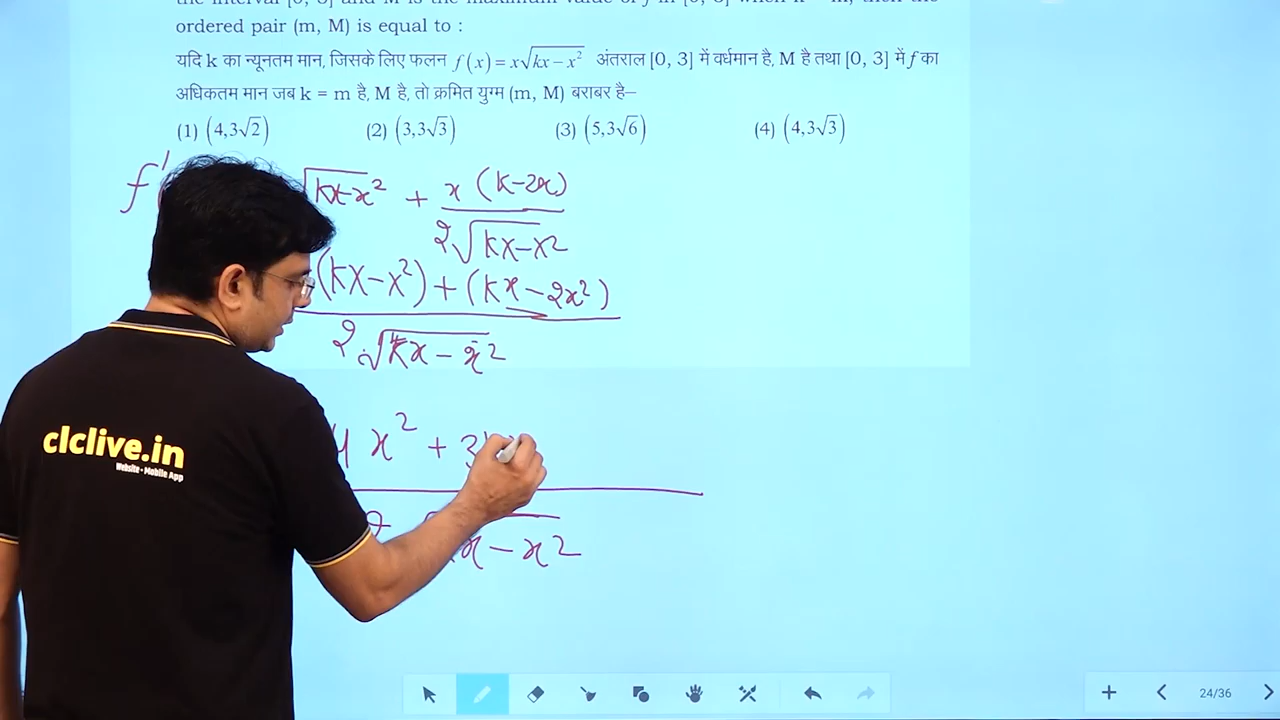 ordered pair (m, M) is equal to :
यदि k का न्यूनतम मान, जिसके लिए फलन f(x)=x√(kx−x²) अंतराल [0, 3] में वर्धमान है, M है तथा [0, 3] में f का
अधिकतम मान जब k = m है, M है, तो क्रमित युग्म (m, M) बराबर है–
(1) (4,3√2) (2) (3,3√3) (3) (5,3√6) (4) (4,3√3)
f' √(kx-x²) + x (k-2x)
2√(kx-x²)
(kx-x²) + (kx-2x²)
2√(kx-x²)
4 x² + 3
x - x²
clclive.in
Website • Mobile App
24/36